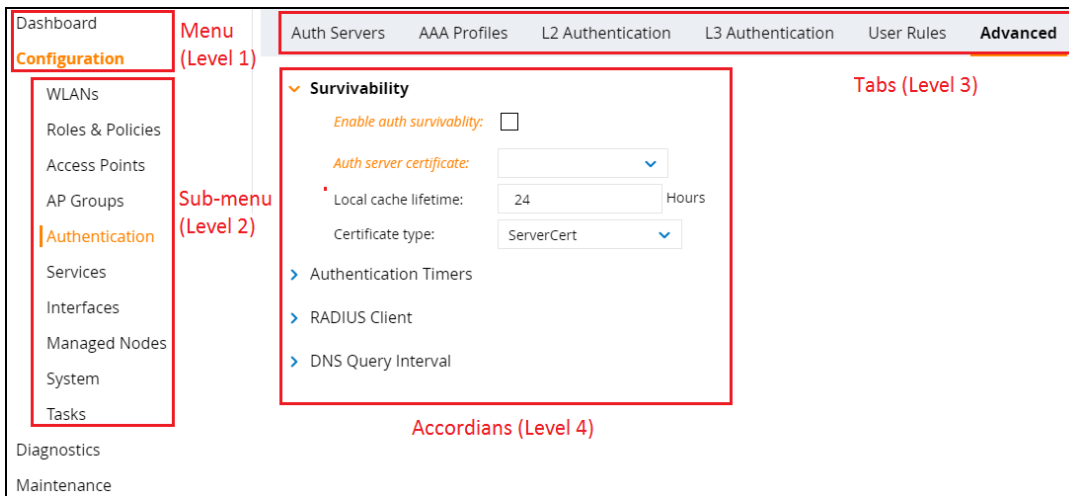 Dashboard
Configuration
Menu
(Level 1)
WLANs
Roles & Policies
Access Points
AP Groups
Authentication
Services
Interfaces
Managed Nodes
System
Tasks
Sub-menu
(Level 2)
Diagnostics
Maintenance
Auth Servers AAA Profiles L2 Authentication L3 Authentication User Rules Advanced
Tabs (Level 3)
Survivability
Enable auth survivablity:
Auth server certificate:
Local cache lifetime: 24 Hours
Certificate type: ServerCert
Authentication Timers
RADIUS Client
DNS Query Interval
Accordians (Level 4)